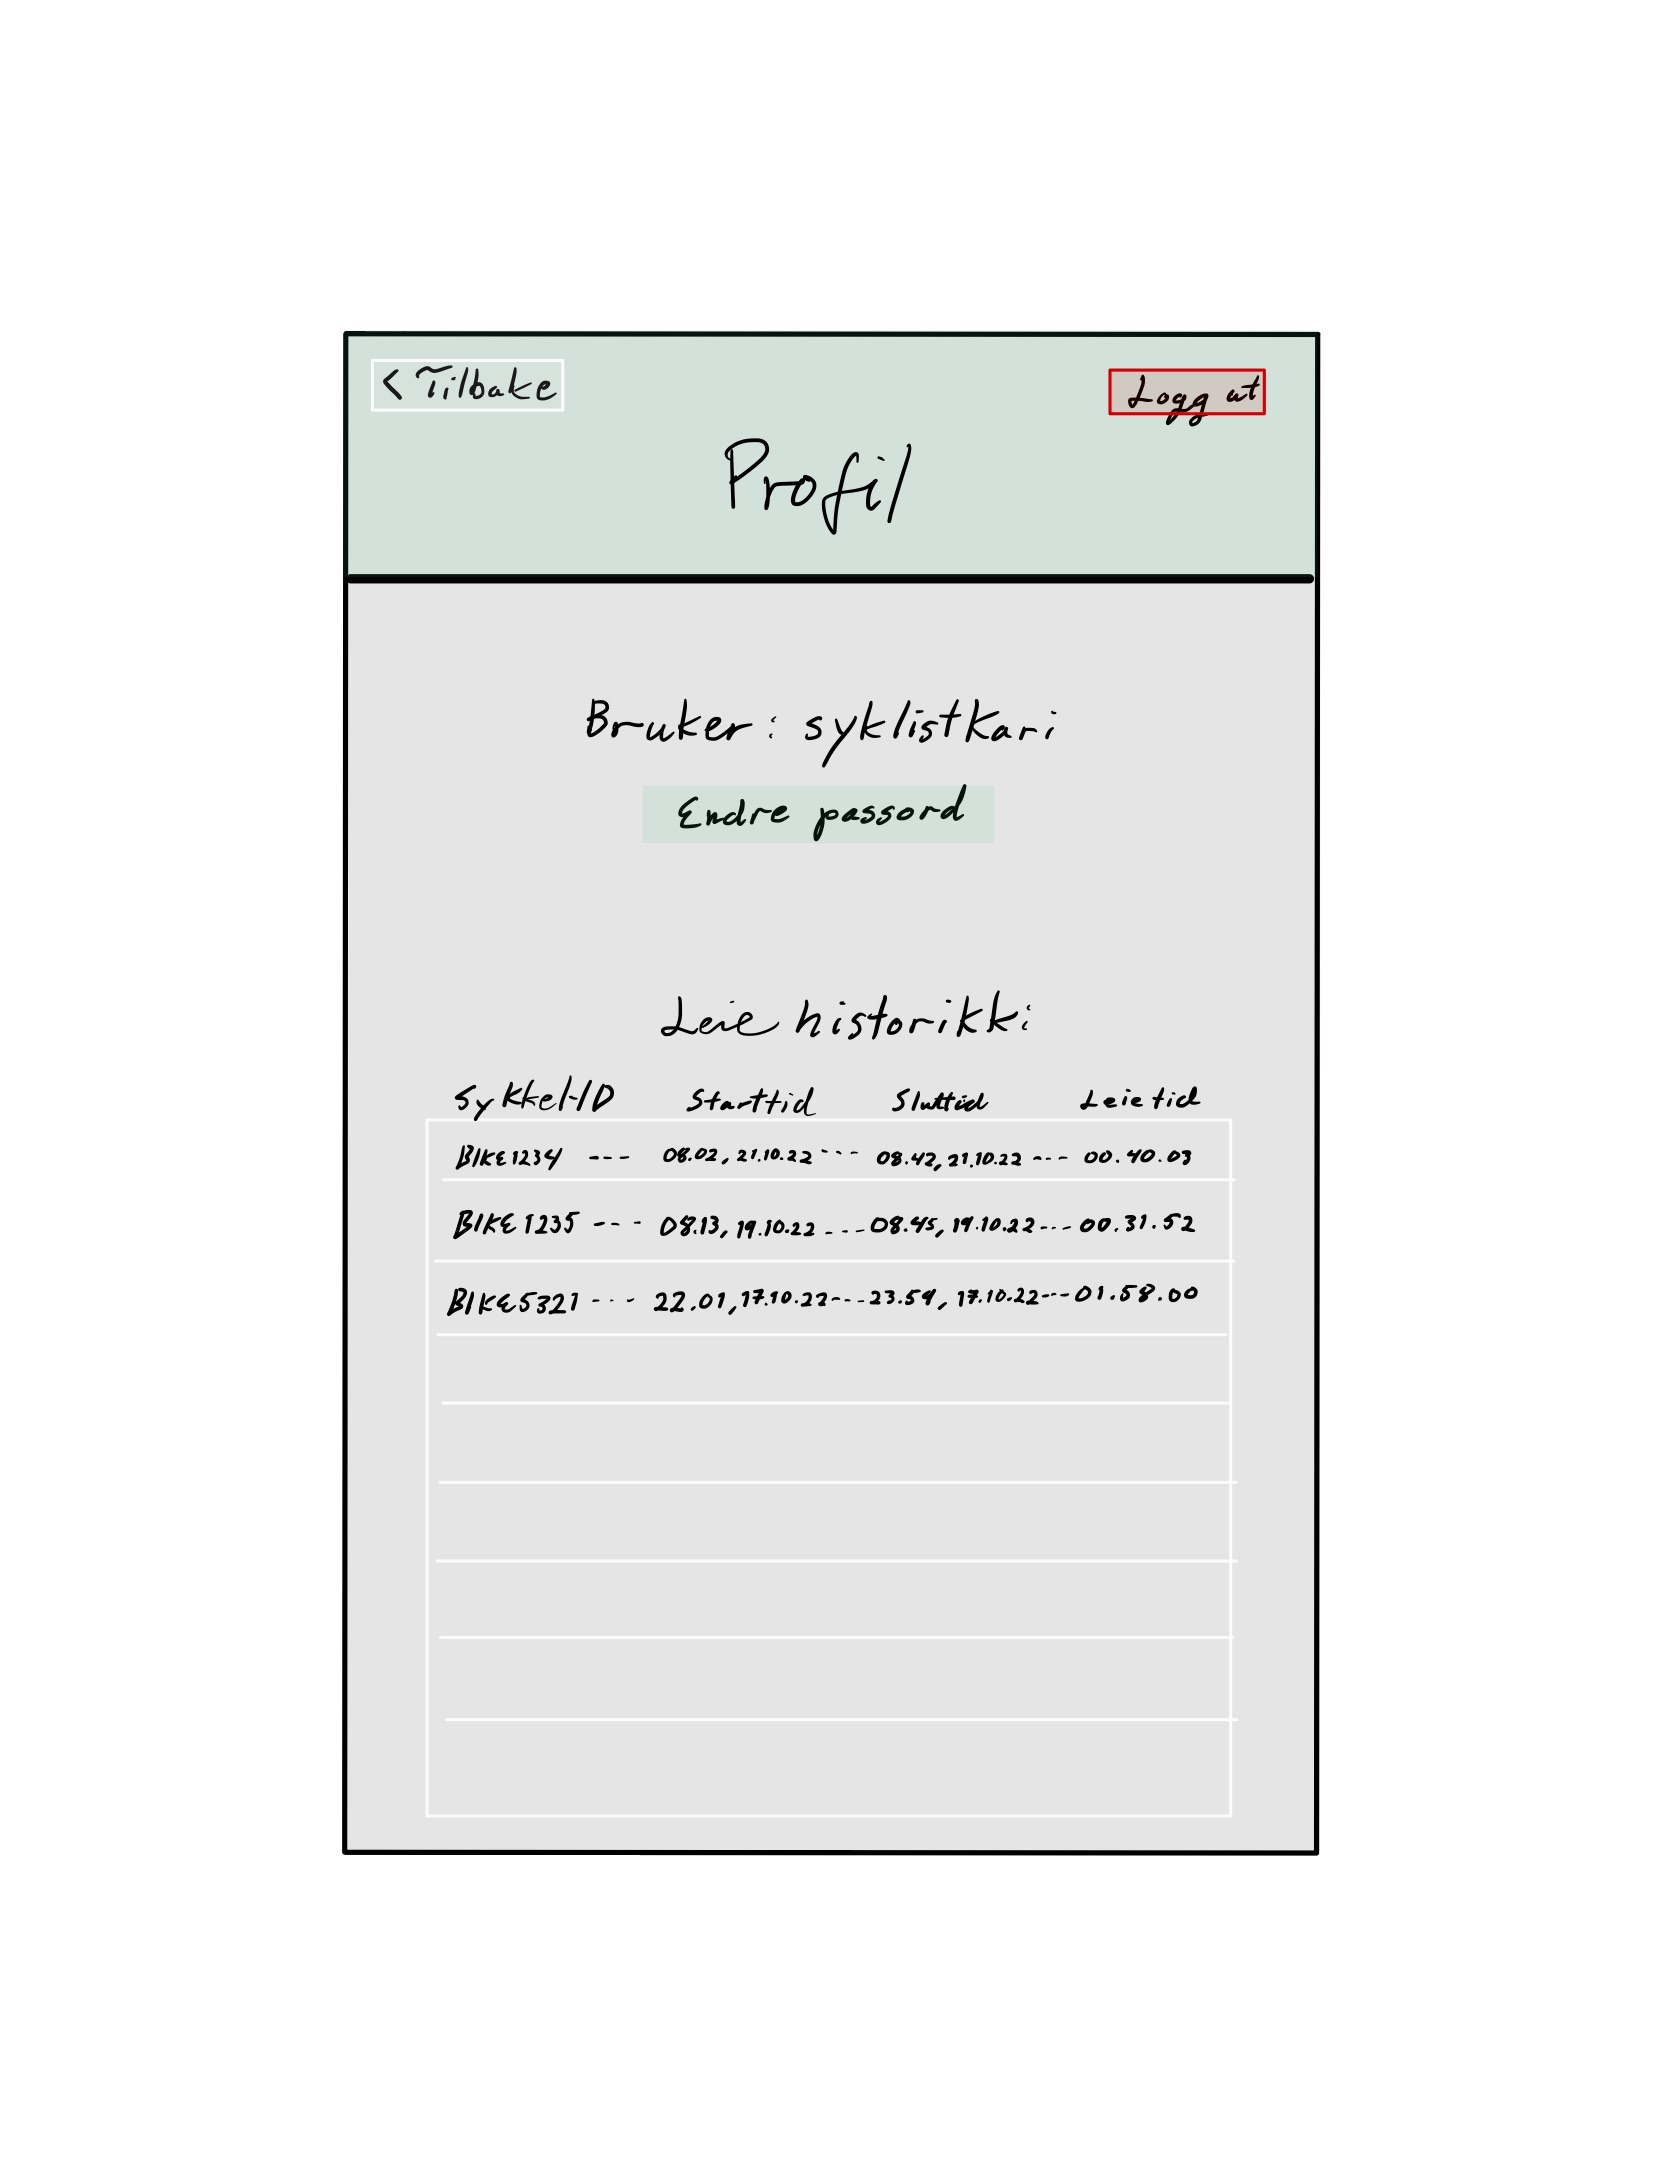 < Tilbake
Logg ut
Profil
Bruker: syklistkari
Endre passord
Leie historikk:
Sykkel-ID Starttid Sluttid Leietid
BIKE1234 --- 08.02, 21.10.22 --- 08.42, 21.10.22 --- 00.40.03
BIKE1235 --- 08.13, 19.10.22 --- 08.45, 19.10.22 --- 00.31.52
BIKE5321 --- 22.01, 17.10.22 --- 23.59, 17.10.22 --- 01.58.00